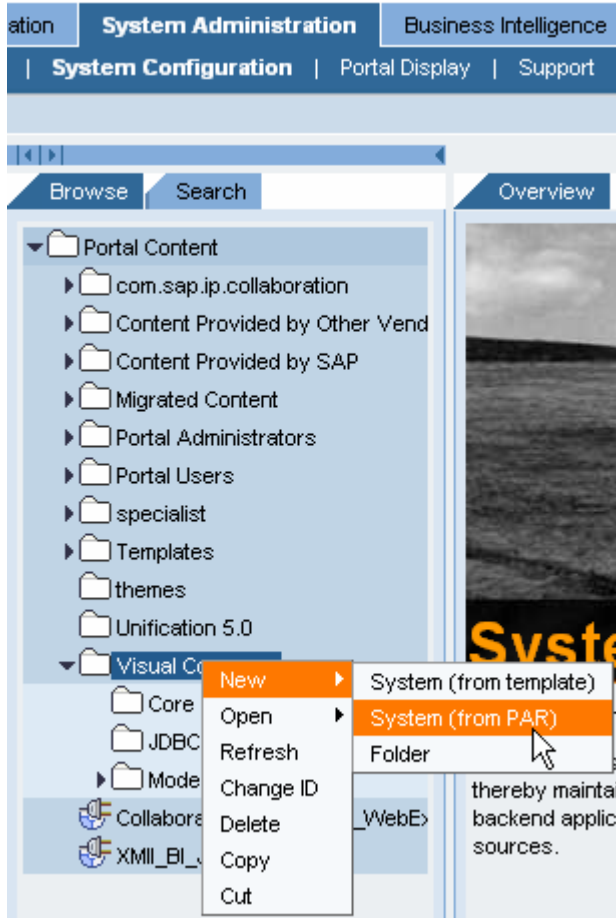 ation System Administration Business Intelligence
| System Configuration | Portal Display | Support
Browse Search Overview
Portal Content
com.sap.ip.collaboration
Content Provided by Other Vend
Content Provided by SAP
Migrated Content
Portal Administrators
Portal Users
specialist
Templates
themes
Unification 5.0
Syste
Visual Co
New System (from template)
Core
Open System (from PAR)
JDBC
Refresh Folder
Mode
Change ID thereby maintai
Collabora Delete _WebEx backend applic
XMII_BI_ Copy sources.
Cut